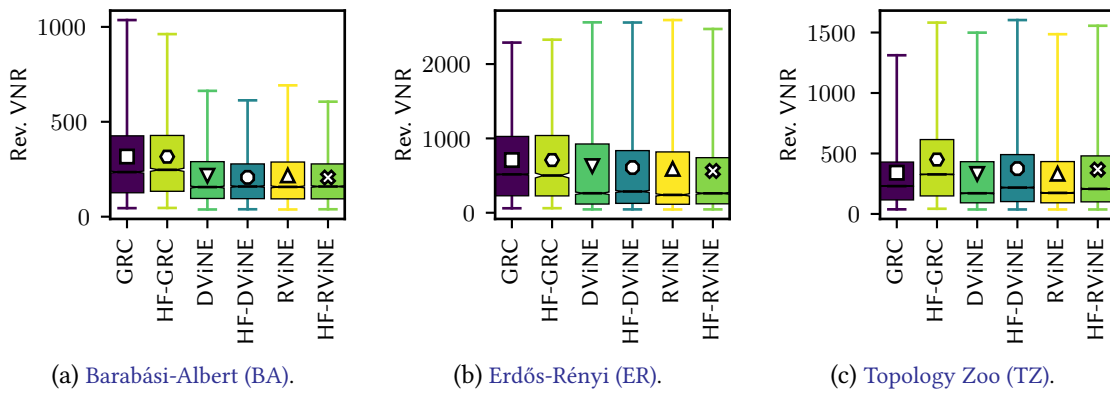 Rev. VNR
1000
500
0
GRC
HF-GRC
DViNE
HF-DViNE
RViNE
HF-RViNE
(a) Barabási-Albert (BA).
Rev. VNR
2000
1000
0
GRC
HF-GRC
DViNE
HF-DViNE
RViNE
HF-RViNE
(b) Erdős-Rényi (ER).
Rev. VNR
1500
1000
500
0
GRC
HF-GRC
DViNE
HF-DViNE
RViNE
HF-RViNE
(c) Topology Zoo (TZ).